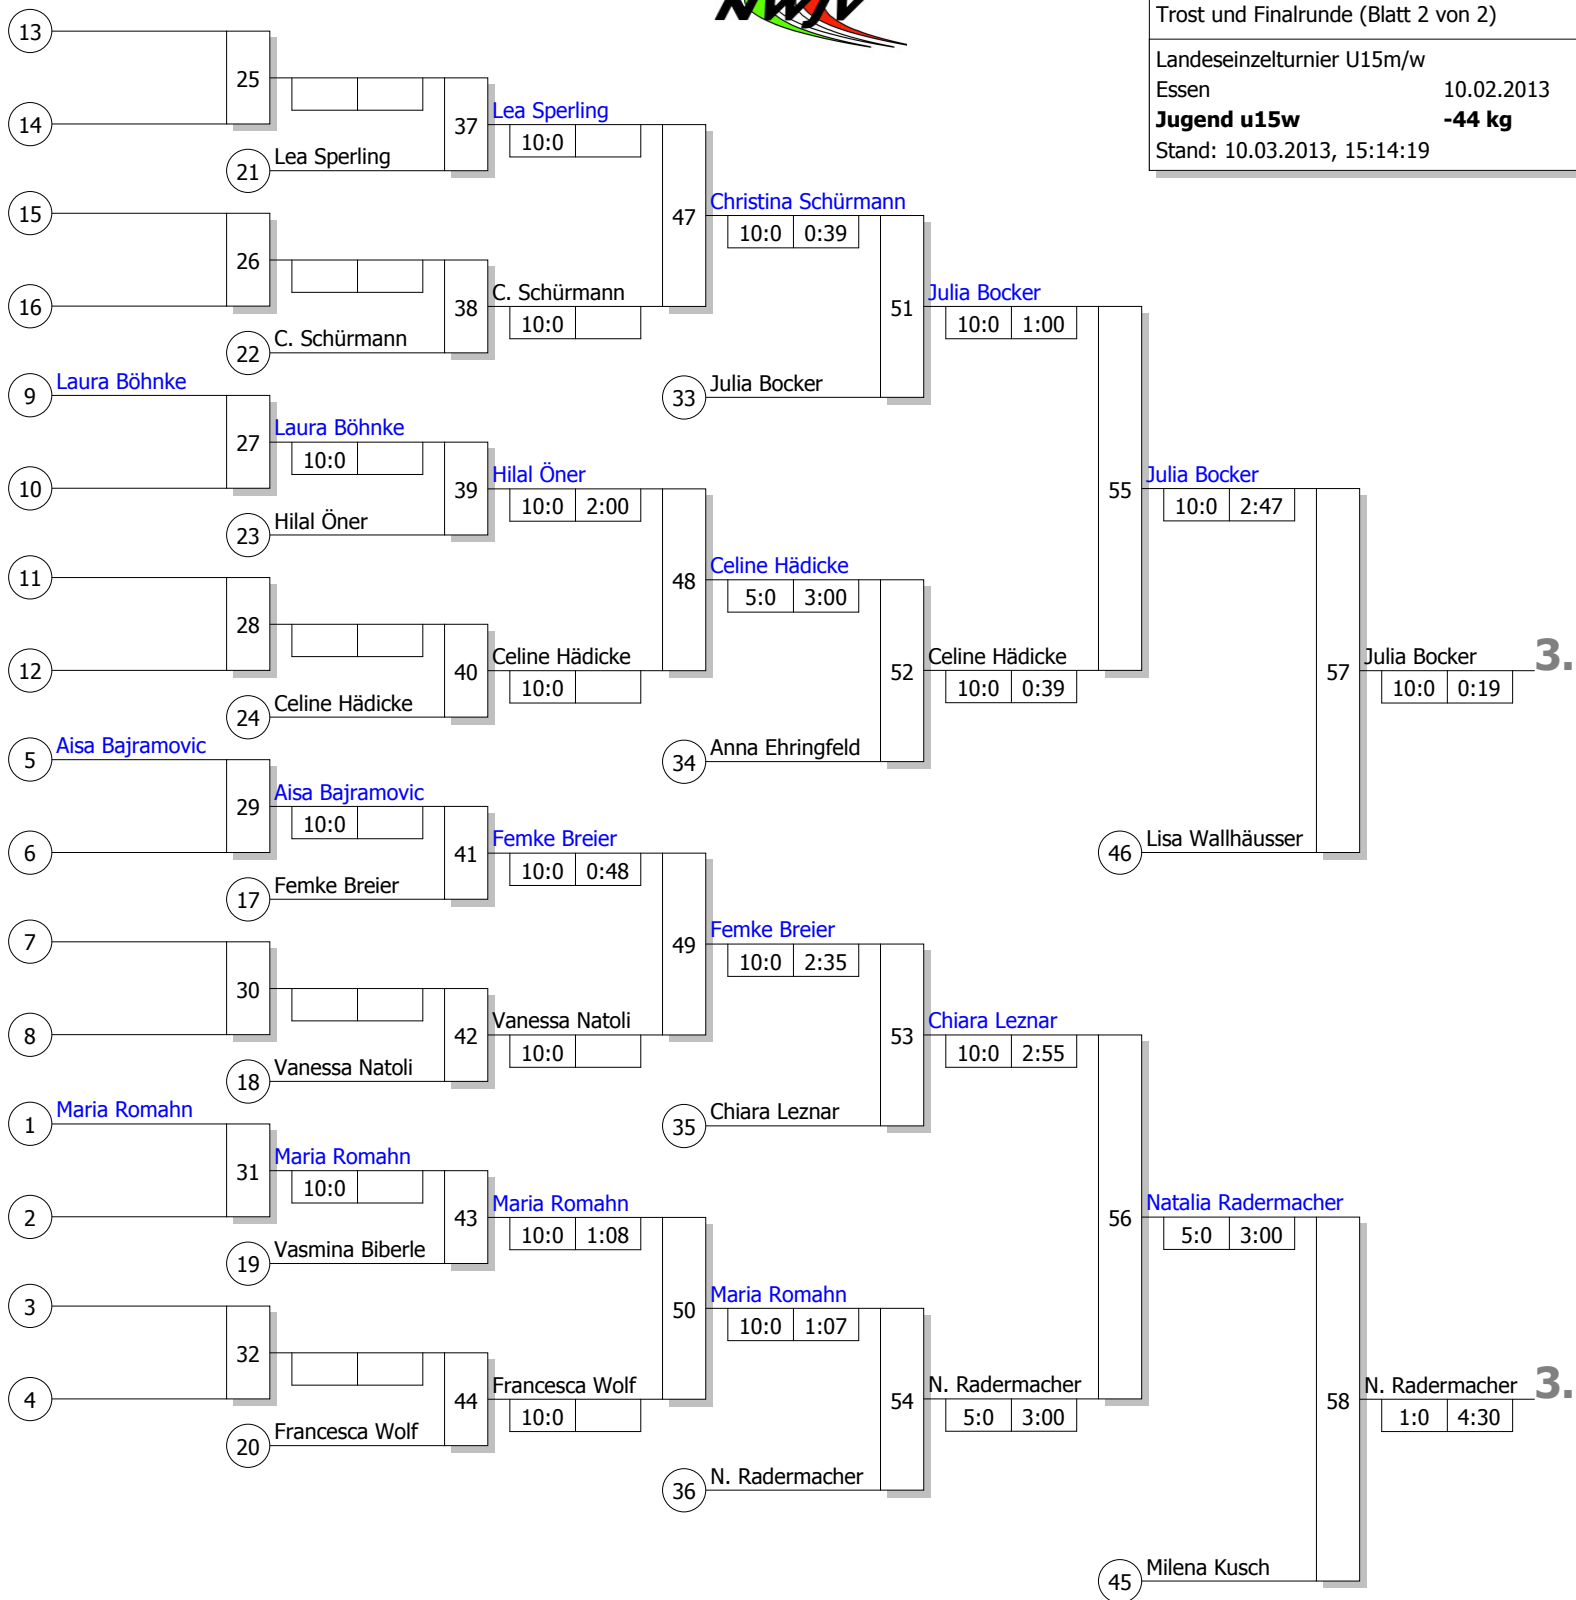 NWJV
Trost und Finalrunde (Blatt 2 von 2)
Landeseinzelturnier U15m/w
Essen 10.02.2013
Jugend u15w -44 kg
Stand: 10.03.2013, 15:14:19
13
25
14
37
Lea Sperling
10:0
21 Lea Sperling
15
47
Christina Schürmann
10:0 0:39
26
16
38
C. Schürmann
10:0
22 C. Schürmann
51
Julia Bocker
10:0 1:00
33 Julia Bocker
9 Laura Böhnke
27
Laura Böhnke
10:0
10
39
Hilal Öner
10:0 2:00
23 Hilal Öner
55
Julia Bocker
10:0 2:47
11
48
Celine Hädicke
5:0 3:00
28
12
40
Celine Hädicke
10:0
24 Celine Hädicke
52
Celine Hädicke
10:0 0:39
34 Anna Ehringfeld
57
Julia Bocker 3.
10:0 0:19
5 Aisa Bajramovic
29
Aisa Bajramovic
10:0
6
41
Femke Breier
10:0 0:48
17 Femke Breier
46 Lisa Wallhäusser
7
49
Femke Breier
10:0 2:35
30
8
42
Vanessa Natoli
10:0
18 Vanessa Natoli
53
Chiara Leznar
10:0 2:55
35 Chiara Leznar
1 Maria Romahn
31
Maria Romahn
10:0
2
43
Maria Romahn
10:0 1:08
19 Vasmina Biberle
56
Natalia Radermacher
5:0 3:00
3
50
Maria Romahn
10:0 1:07
32
4
44
Francesca Wolf
10:0
20 Francesca Wolf
54
N. Radermacher
5:0 3:00
36 N. Radermacher
58
N. Radermacher 3.
1:0 4:30
45 Milena Kusch